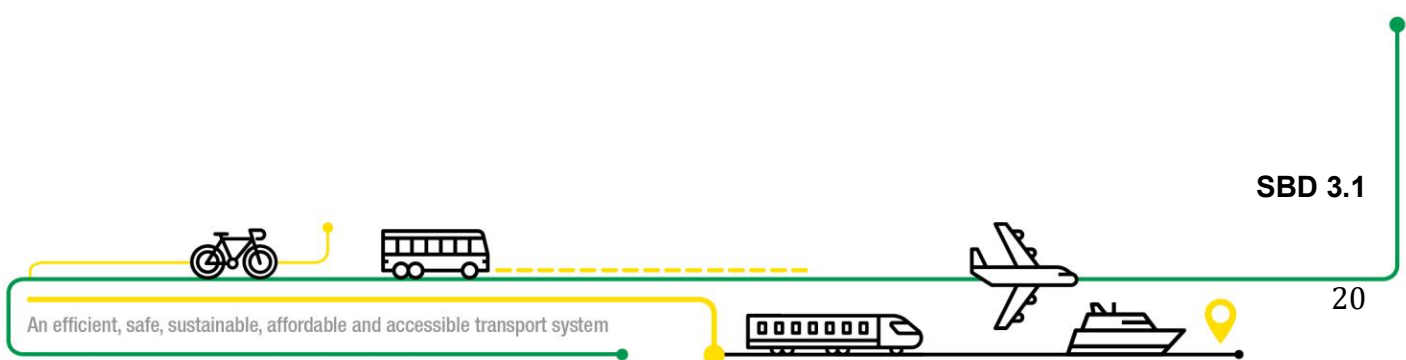 SBD 3.1
20
An efficient, safe, sustainable, affordable and accessible transport system